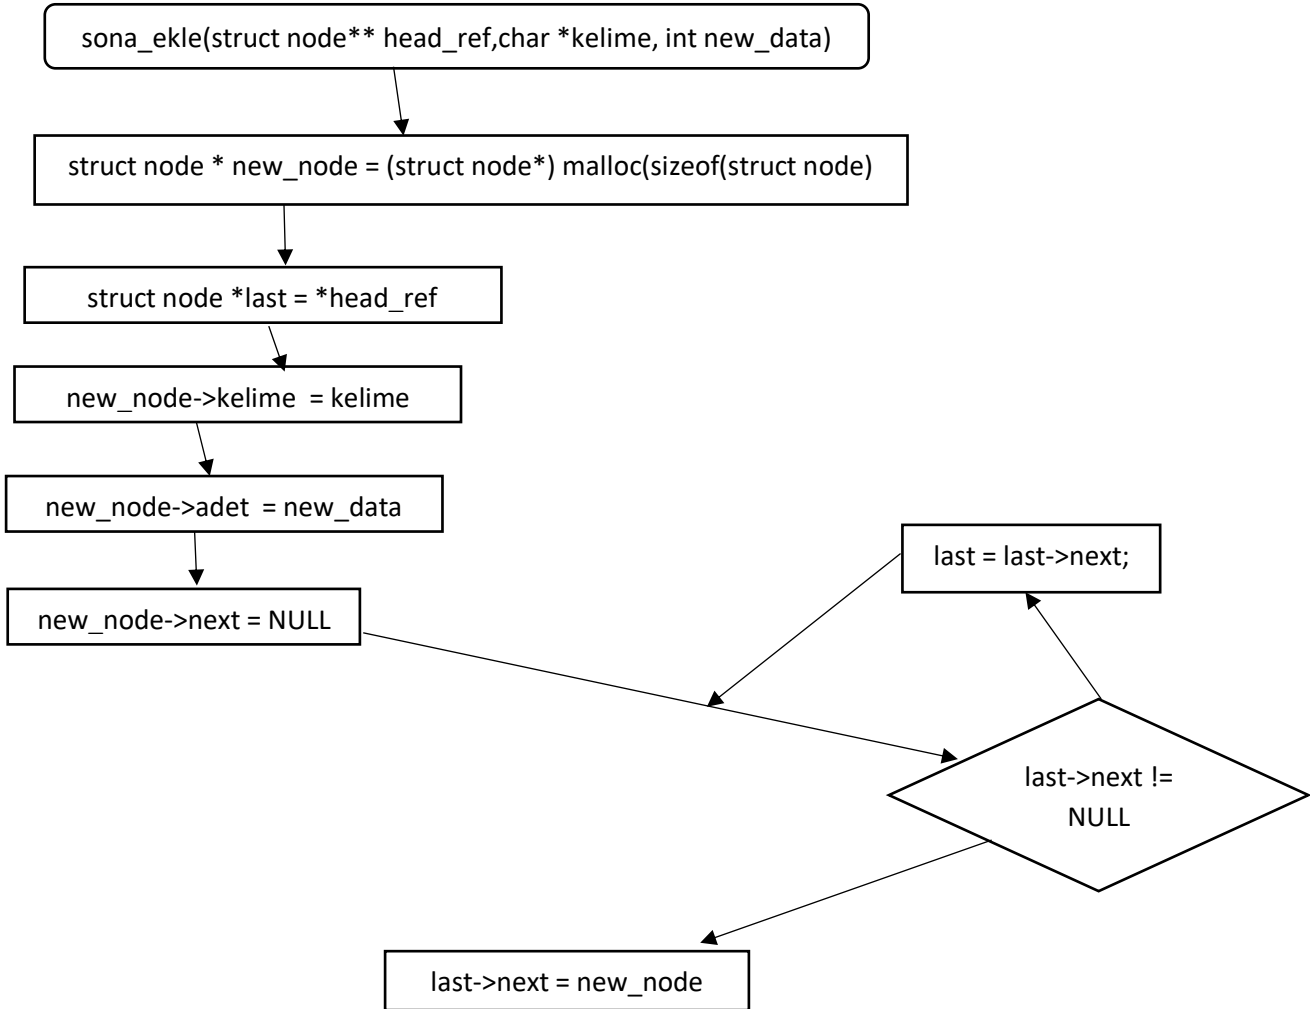 sona_ekle(struct node** head_ref,char *kelime, int new_data)
struct node * new_node = (struct node*) malloc(sizeof(struct node)
struct node *last = *head_ref
new_node->kelime  = kelime
new_node->adet  = new_data
new_node->next = NULL
last = last->next;
last->next !=
NULL
last->next = new_node